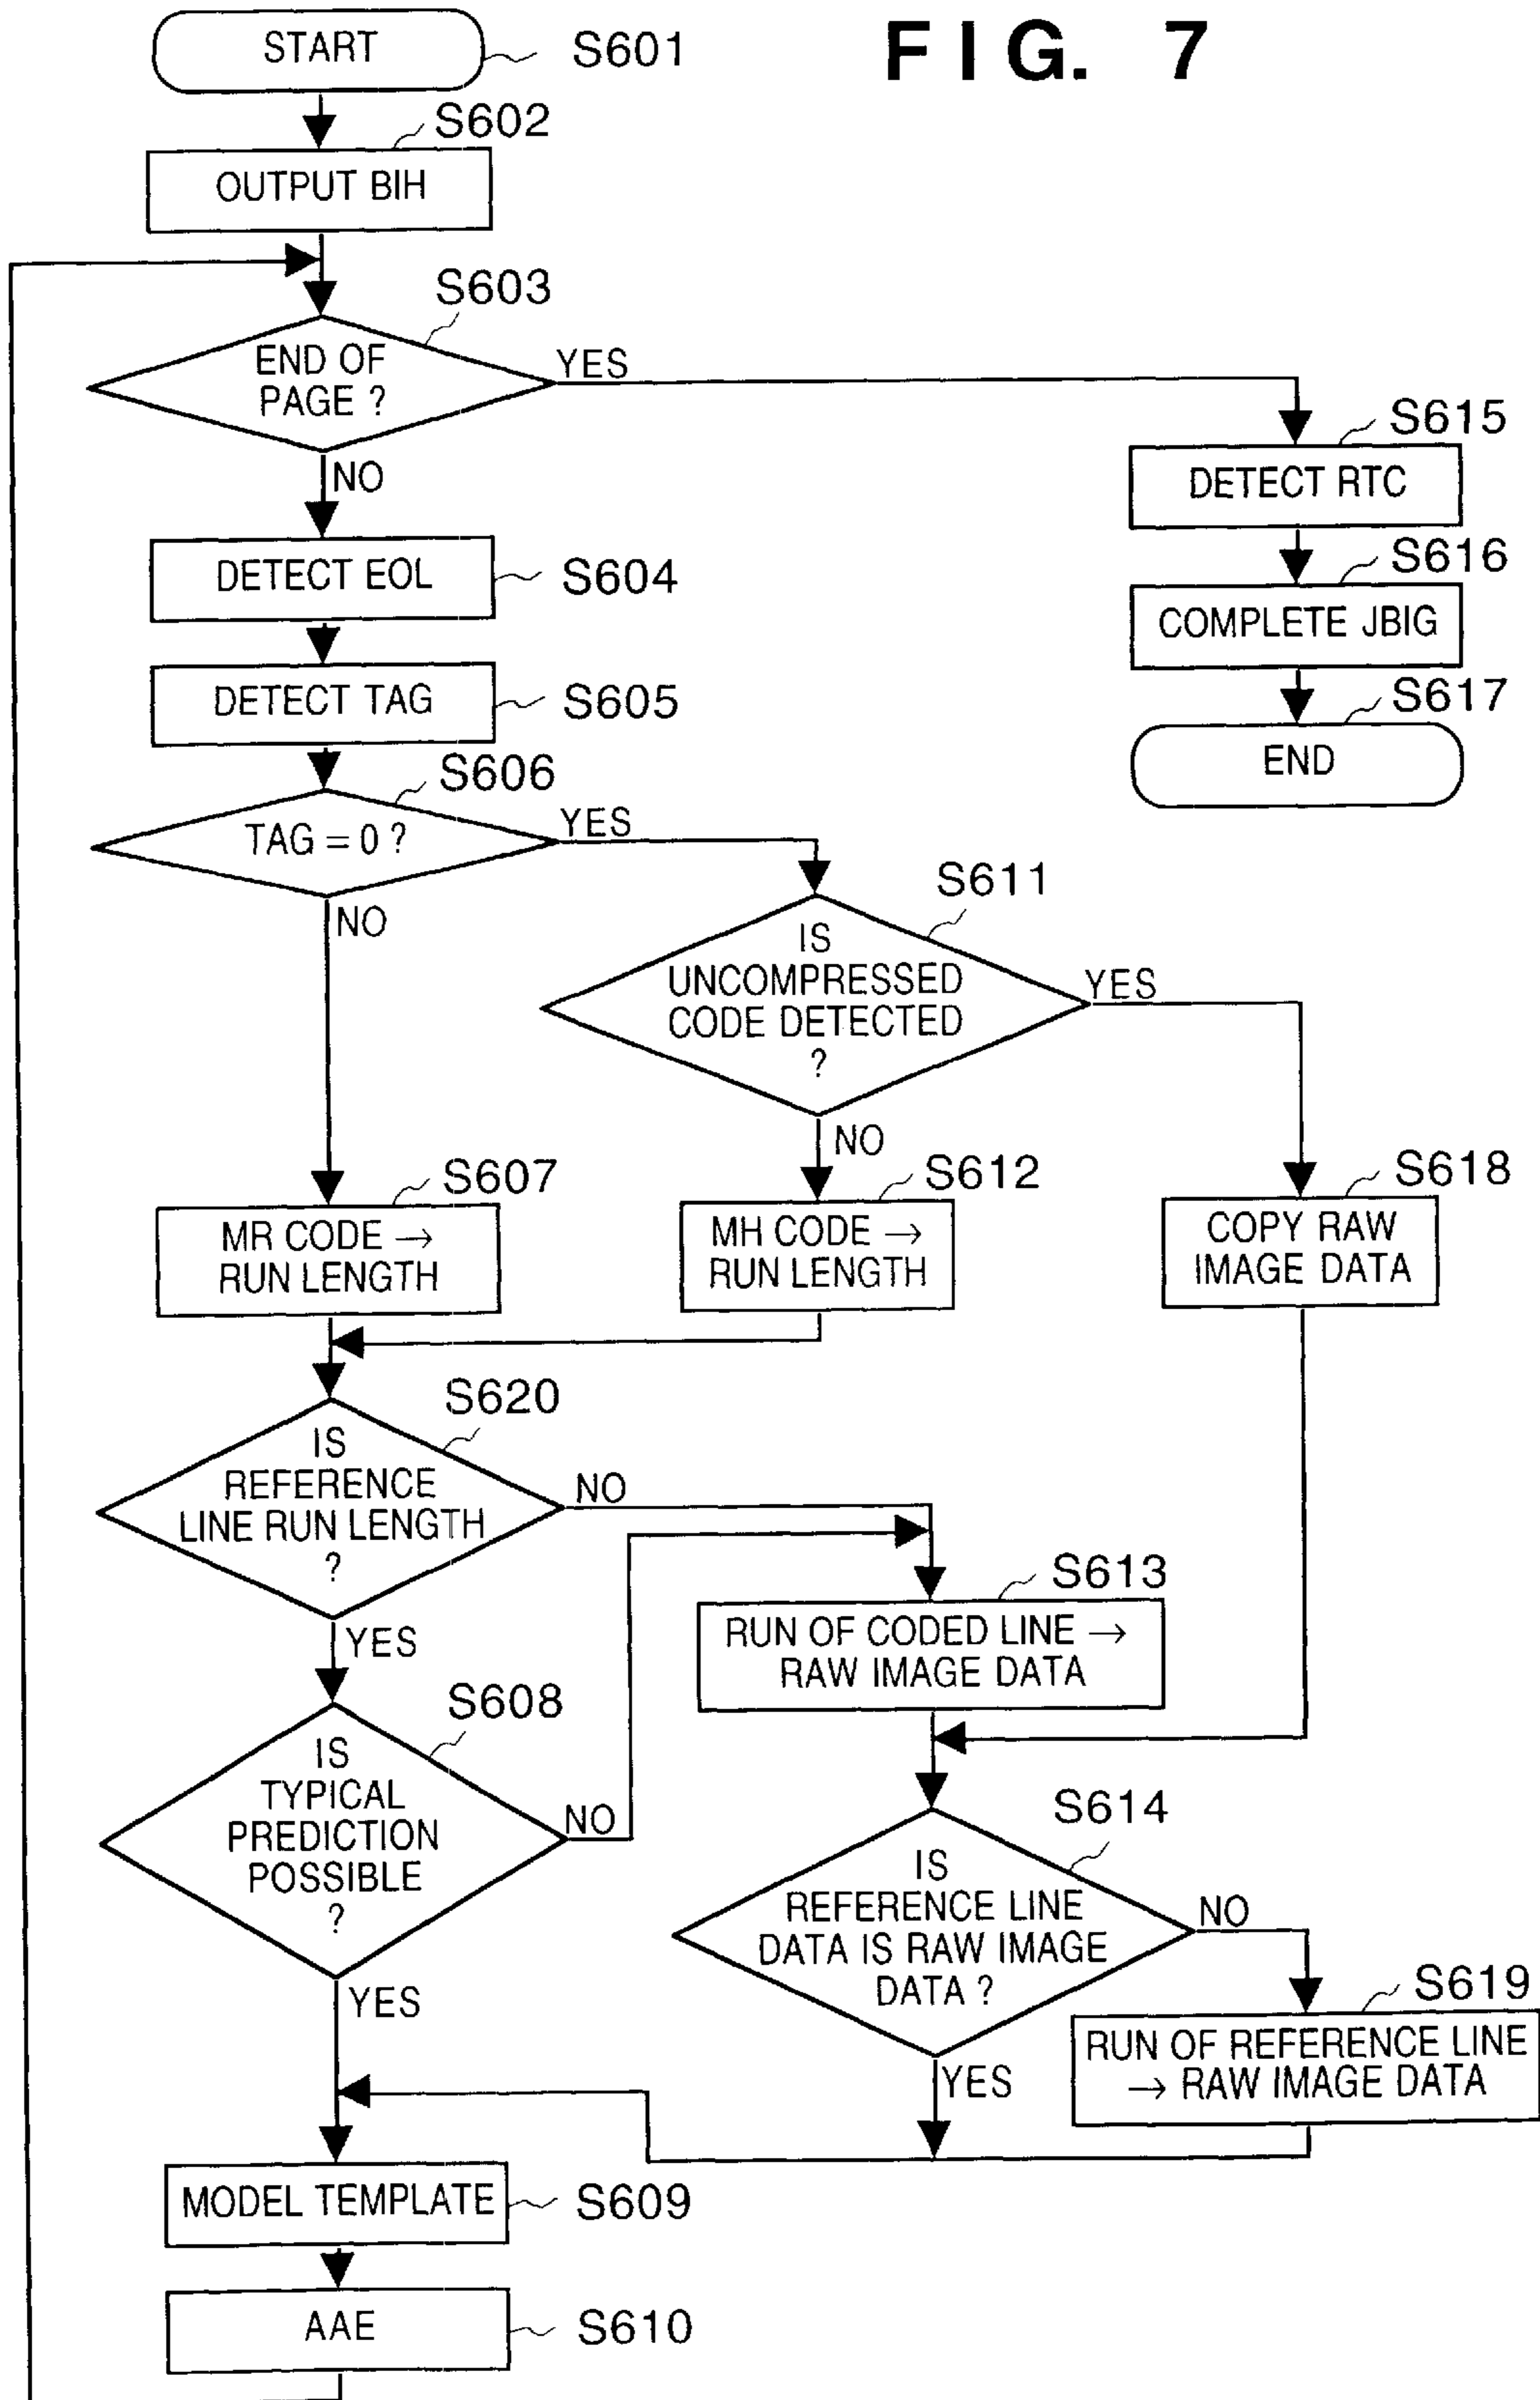 FIG. 7
START
S601
S602
OUTPUT BIH
S603
END OF
PAGE ?
YES
NO
S615
DETECT RTC
DETECT EOL
S604
S616
COMPLETE JBIG
DETECT TAG
S605
S617
END
S606
TAG = 0 ?
YES
NO
S611
IS
UNCOMPRESSED
CODE DETECTED
?
YES
NO
S607
MR CODE →
RUN LENGTH
S612
MH CODE →
RUN LENGTH
S618
COPY RAW
IMAGE DATA
S620
IS
REFERENCE
LINE RUN LENGTH
?
NO
YES
S613
RUN OF CODED LINE →
RAW IMAGE DATA
S608
IS
TYPICAL
PREDICTION
POSSIBLE
?
NO
YES
S614
IS
REFERENCE LINE
DATA IS RAW IMAGE
DATA ?
NO
YES
S619
RUN OF REFERENCE LINE
→ RAW IMAGE DATA
MODEL TEMPLATE
S609
AAE
S610